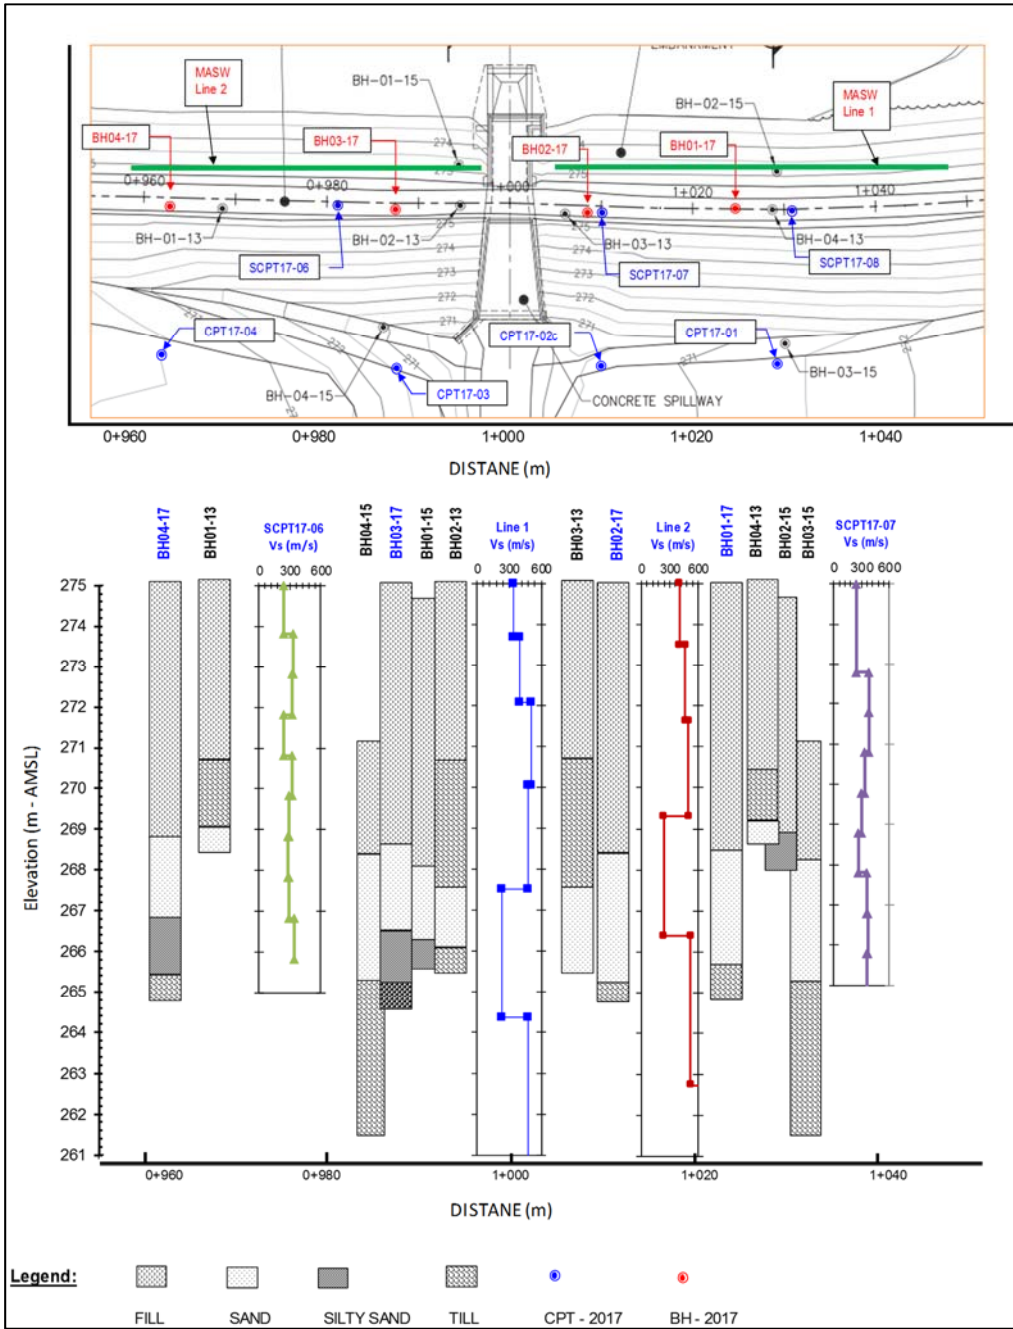 EMBANKMENT
MASW
Line 2
BH-01-15
BH-02-15
MASW
Line 1
BH04-17
BH03-17
BH02-17
BH01-17
274
275
274
275
0+960
0+980
1+000
1+020
1+040
BH-01-13
BH-02-13
BH-03-13
BH-04-13
SCPT17-06
SCPT17-07
SCPT17-08
275
274
273
272
271
275
274
273
272
271
CPT17-04
CPT17-02c
CPT17-01
272
271
271
271
272
BH-04-15
CPT17-03
BH-03-15
CONCRETE SPILLWAY
0+960
0+980
1+000
1+020
1+040
DISTANE (m)
BH04-17
BH01-13
SCPT17-06
Vs (m/s)
0 300 600
BH04-15
BH03-17
BH01-15
BH02-13
Line 1
Vs (m/s)
0 300 600
BH03-13
BH02-17
Line 2
Vs (m/s)
0 300 600
BH01-17
BH04-13
BH02-15
BH03-15
SCPT17-07
Vs (m/s)
0 300 600
Elevation (m - AMSL)
275
274
273
272
271
270
269
268
267
266
265
264
263
262
261
0+960
0+980
1+000
1+020
1+040
DISTANE (m)
Legend:
FILL
SAND
SILTY SAND
TILL
CPT - 2017
BH - 2017